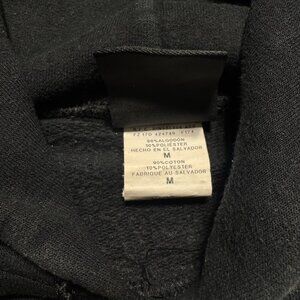 90%ALGODON
10%POLIESTER
HECHO EN EL SALVADOR
M
90%COTON
10%POLYESTER
FABRIQUE AU SALVADOR
M